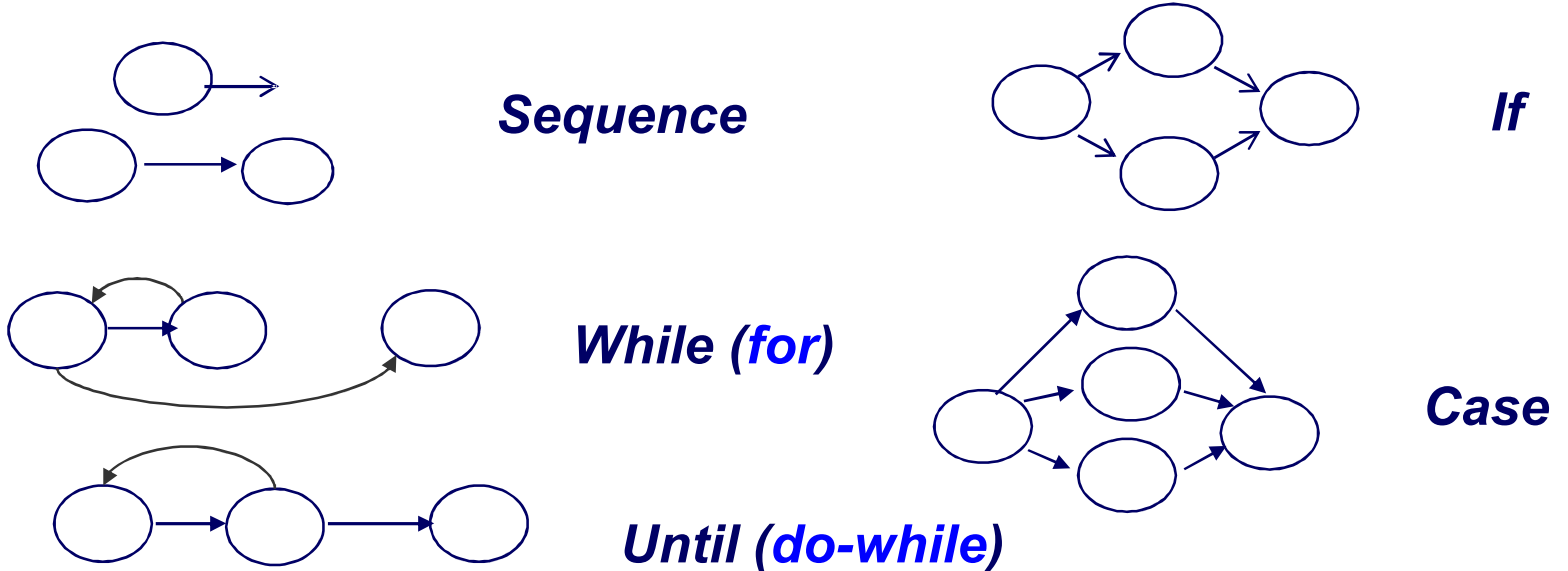 Sequence
If
While (for)
Case
Until (do-while)